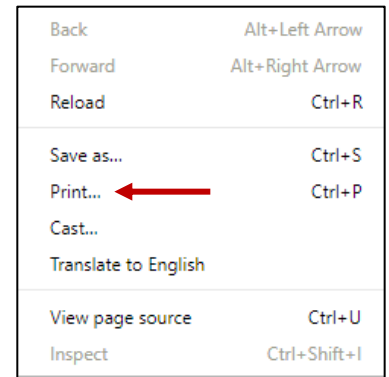 Back Alt+Left Arrow
Forward Alt+Right Arrow
Reload Ctrl+R
Save as... Ctrl+S
Print... Ctrl+P
Cast...
Translate to English
View page source Ctrl+U
Inspect Ctrl+Shift+I